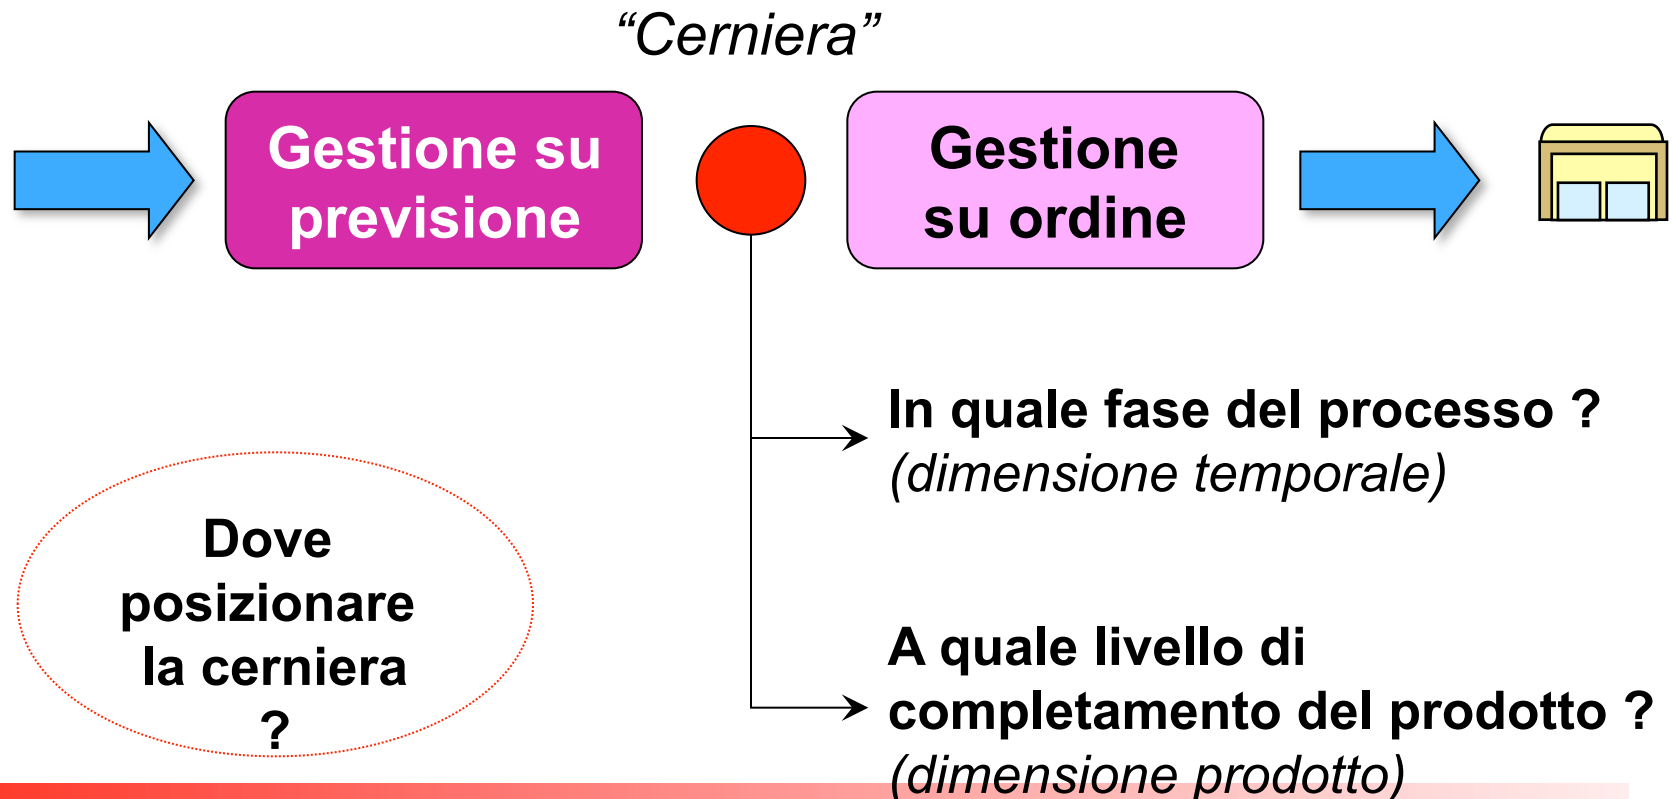 “Cerniera”
Gestione su
previsione
Gestione
su ordine
In quale fase del processo ?
(dimensione temporale)
Dove
posizionare
la cerniera
?
A quale livello di
completamento del prodotto ?
(dimensione prodotto)